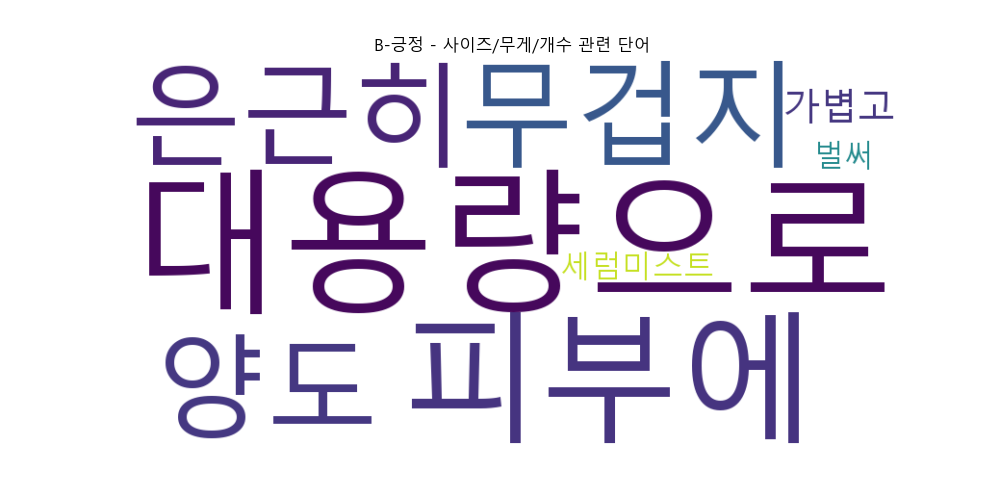 B-긍정 - 사이즈/무게/개수 관련 단어
은근히 무겁지 가볍고
벌써
대용량으로
세럼미스트
양도 피부에